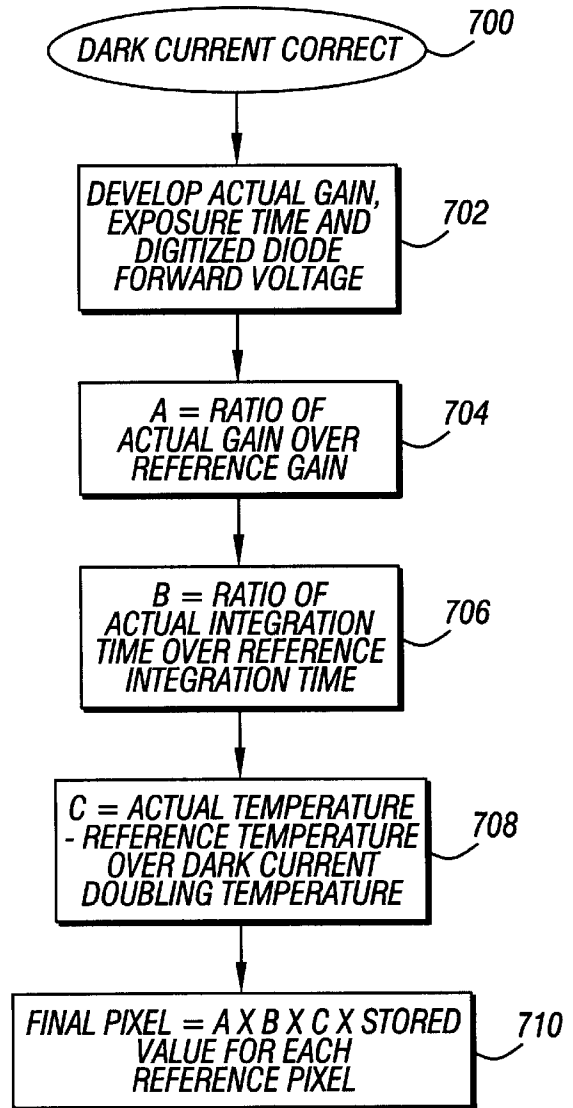 DARK CURRENT CORRECT
700
DEVELOP ACTUAL GAIN,
EXPOSURE TIME AND
DIGITIZED DIODE
FORWARD VOLTAGE
702
A = RATIO OF
ACTUAL GAIN OVER
REFERENCE GAIN
704
B = RATIO OF
ACTUAL INTEGRATION
TIME OVER REFERENCE
INTEGRATION TIME
706
C = ACTUAL TEMPERATURE
- REFERENCE TEMPERATURE
OVER DARK CURRENT
DOUBLING TEMPERATURE
708
FINAL PIXEL = A X B X C X STORED
VALUE FOR EACH
REFERENCE PIXEL
710